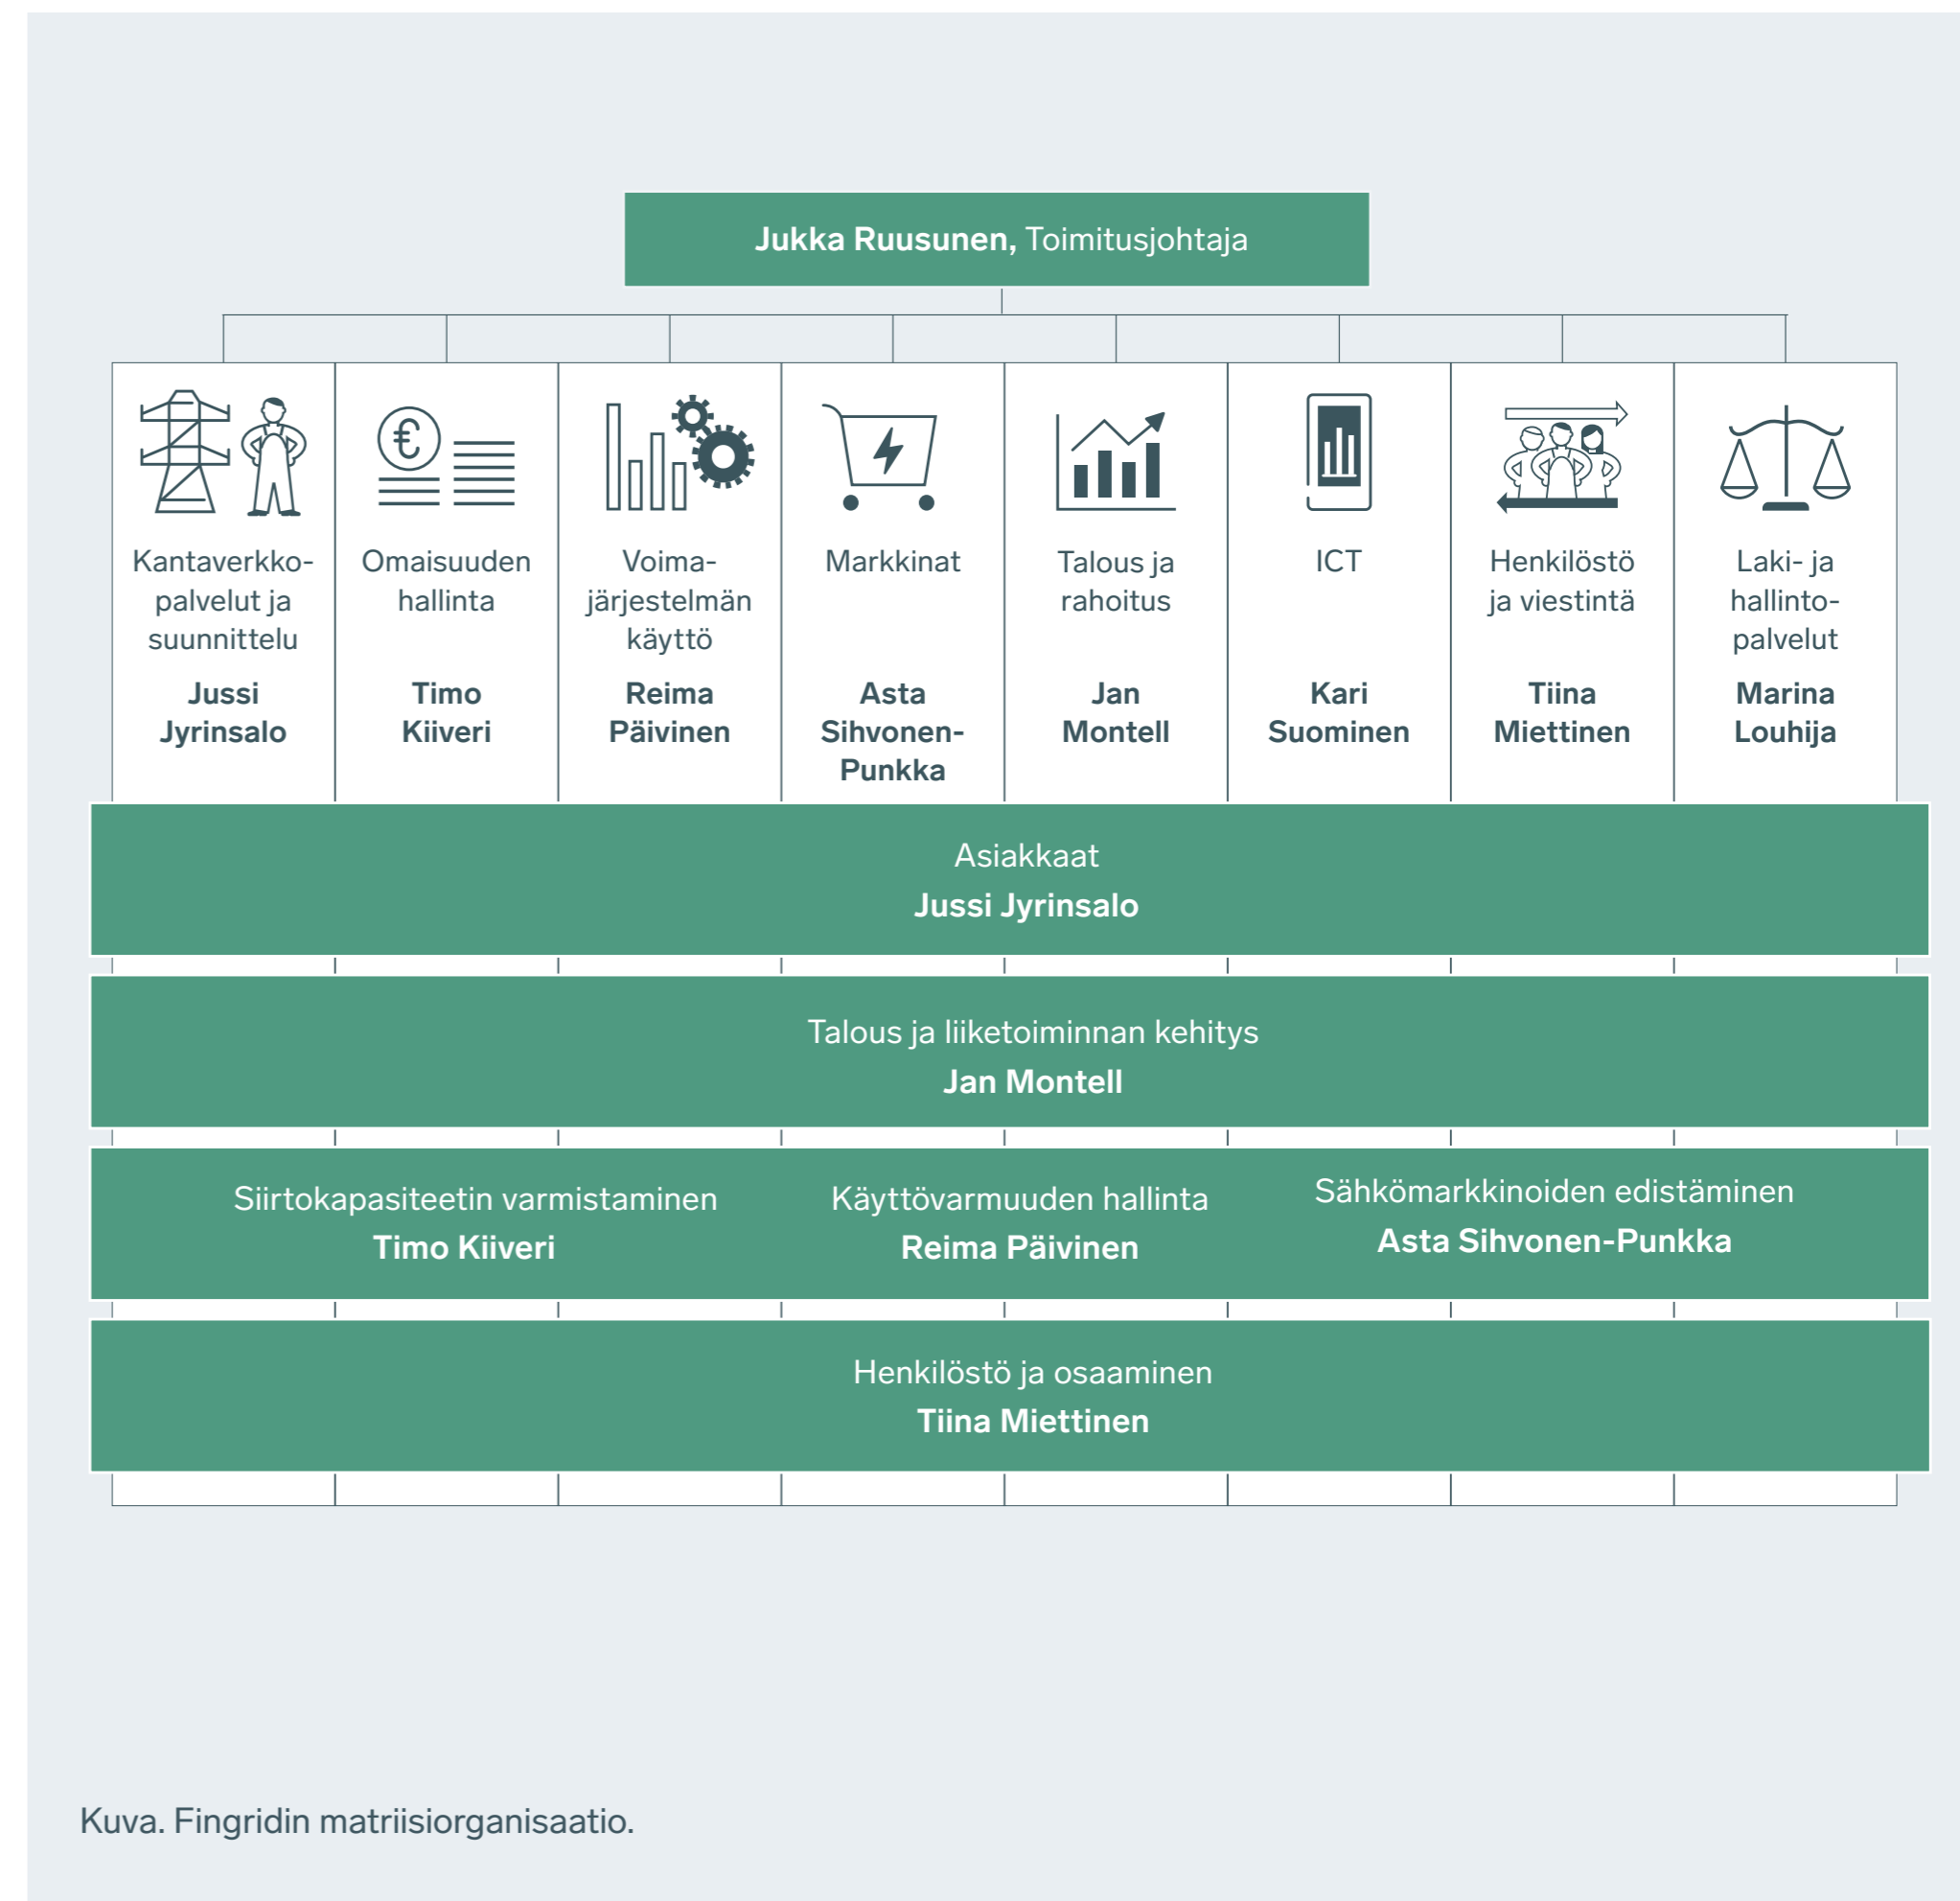 Jukka Ruusunen, Toimitusjohtaja
Kantaverkko-
palvelut ja
suunnittelu
Jussi
Jyrinsalo
Omaisuuden
hallinta
Timo
Kiiveri
Voima-
järjestelmän
käyttö
Reima
Päivinen
Markkinat
Asta
Sihvonen-
Punkka
Talous ja
rahoitus
Jan
Montell
ICT
Kari
Suominen
Henkilöstö
ja viestintä
Tiina
Miettinen
Laki- ja
hallinto-
palvelut
Marina
Louhija
Asiakkaat
Jussi Jyrinsalo
Talous ja liiketoiminnan kehitys
Jan Montell
Siirtokapasiteetin varmistaminen
Timo Kiiveri
Käyttövarmuuden hallinta
Reima Päivinen
Sähkömarkkinoiden edistäminen
Asta Sihvonen-Punkka
Henkilöstö ja osaaminen
Tiina Miettinen
Kuva. Fingridin matriisiorganisaatio.